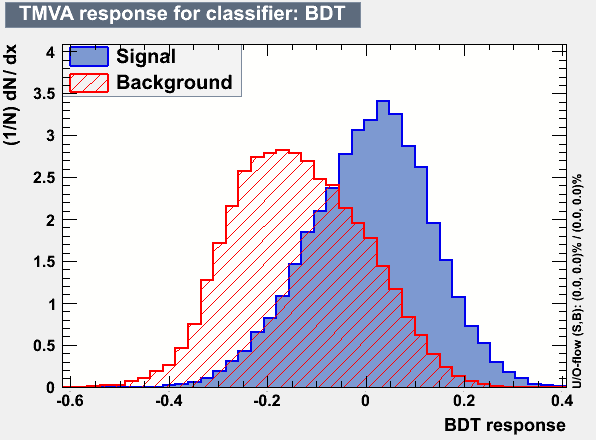 TMVA response for classifier: BDT
(1/N) dN / dx
4
3.5
3
2.5
2
1.5
1
0.5
0
Signal
Background
-0.6 -0.4 -0.2 0 0.2 0.4
BDT response
U/O-flow (S,B): (0.0, 0.0)% / (0.0, 0.0)%